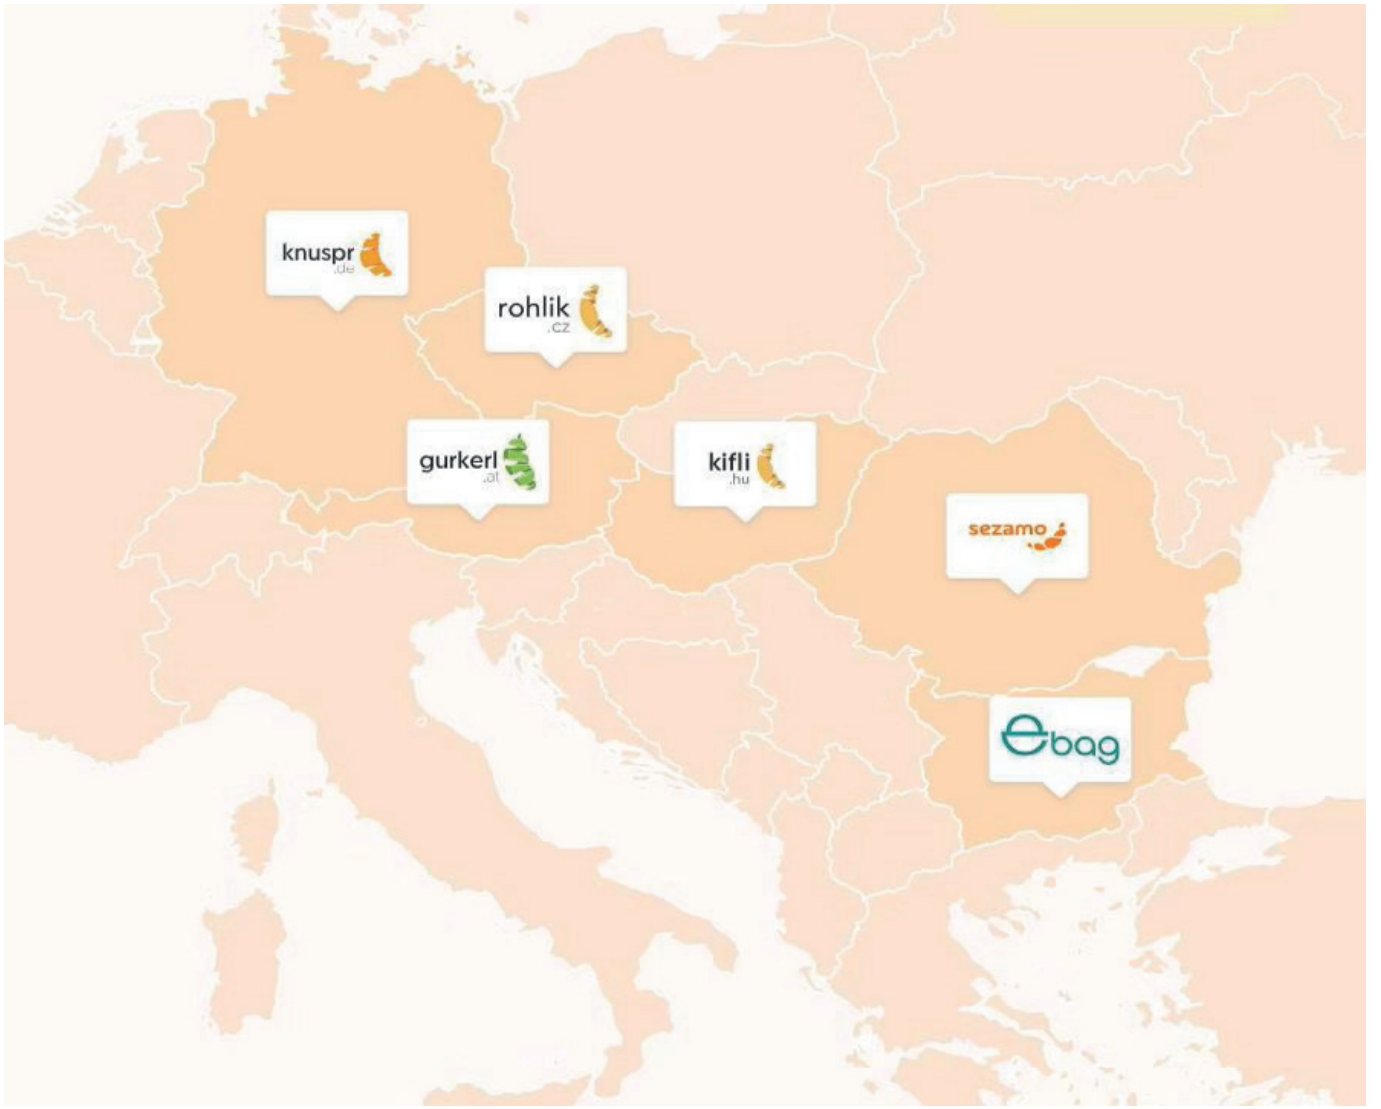 knuspr
.de
rohlik
.cz
gurkerl
.at
kifli
.hu
sezamo
ebag